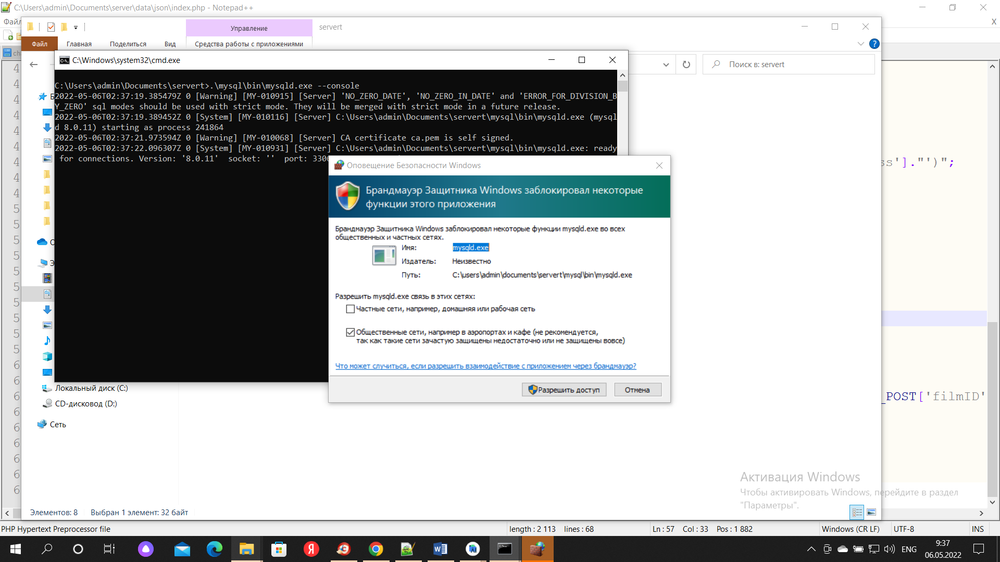 C:\Users\admin\Documents\server\data\json\index.php - Notepad++
Файл
X
Управление
servert
Файл
Главная
Поделиться
Вид
Средства работы с приложениями
?
C:\Windows\system32\cmd.exe
Поиск в: servert
C:\Users\admin\Documents\servert>.\mysql\bin\mysqld.exe --console
2022-05-06T02:37:19.385479Z 0 [Warning] [MY-010915] [Server] 'NO_ZERO_DATE', 'NO_ZERO_IN_DATE' and 'ERROR_FOR_DIVISION_B
Y_ZERO' sql modes should be used with strict mode. They will be merged with strict mode in a future release.
2022-05-06T02:37:19.389452Z 0 [System] [MY-010116] [Server] C:\Users\admin\Documents\servert\mysql\bin\mysqld.exe (mysql
d 8.0.11) starting as process 241864
2022-05-06T02:37:21.973594Z 0 [Warning] [MY-010068] [Server] CA certificate ca.pem is self signed.
2022-05-06T02:37:22.096307Z 0 [System] [MY-010931] [Server] C:\Users\admin\Documents\servert\mysql\bin\mysqld.exe: ready
for connections. Version: '8.0.11' socket: '' port: 3306
ss']."')";
Оповещение Безопасности Windows
Брандмауэр Защитника Windows заблокировал некоторые
функции этого приложения
Брандмауэр Защитника Windows заблокировал некоторые функции mysqld.exe во всех
общественных и частных сетях.
Имя: mysqld.exe
Издатель: Неизвестно
Путь: C:\users\admin\documents\servert\mysql\bin\mysqld.exe
Разрешить mysqld.exe связь в этих сетях:
Частные сети, например, домашняя или рабочая сеть
Общественные сети, например в аэропортах и кафе (не рекомендуется,
так как такие сети зачастую защищены недостаточно или не защищены вовсе)
Что может случиться, если разрешить взаимодействие с приложением через брандмауэр?
Разрешить доступ
Отмена
Локальный диск (C:)
CD-дисковод (D:)
Сеть
_POST['filmID'
Активация Windows
Чтобы активировать Windows, перейдите в раздел
"Параметры".
Элементов: 8
Выбран 1 элемент: 32 байт
PHP Hypertext Preprocessor file
length : 2 113 lines : 68
Ln : 57 Col : 33 Pos : 1 882
Windows (CR LF)
UTF-8
INS
ENG
9:37
06.05.2022